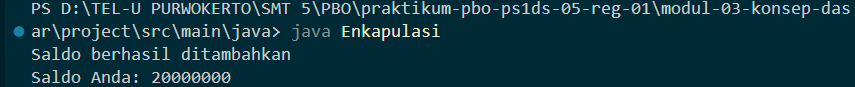 PS D:\TEL-U PURWOKERTO\SMT 5\PBO\praktikum-pbo-ps1ds-05-reg-01\modul-03-konsep-das
ar\project\src\main\java> java Enkapulasi
Saldo berhasil ditambahkan
Saldo Anda: 20000000